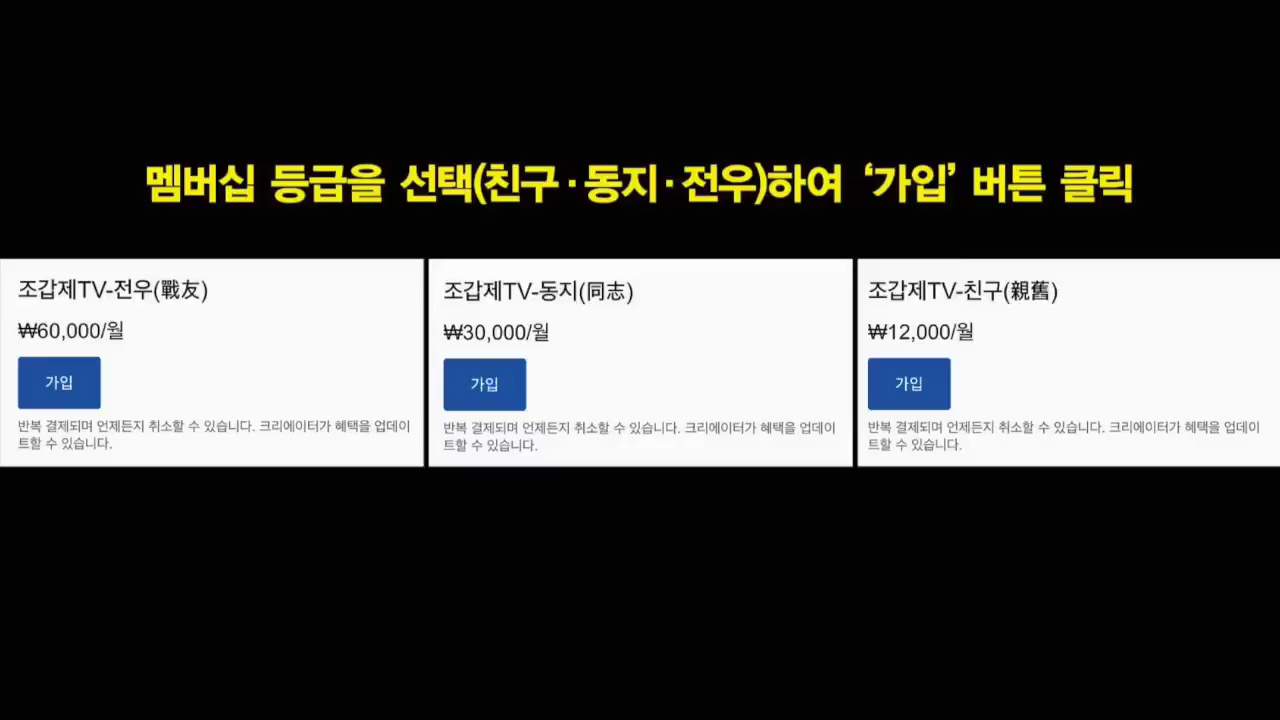 멤버십 등급을 선택(친구·동지·전우)하여 ‘가입’ 버튼 클릭
조갑제TV-전우(戰友)
₩60,000/월
가입
반복 결제되며 언제든지 취소할 수 있습니다. 크리에이터가 혜택을 업데이
트할 수 있습니다.
조갑제TV-동지(同志)
₩30,000/월
가입
반복 결제되며 언제든지 취소할 수 있습니다. 크리에이터가 혜택을 업데이
트할 수 있습니다.
조갑제TV-친구(親舊)
₩12,000/월
가입
반복 결제되며 언제든지 취소할 수 있습니다. 크리에이터가 혜택을 업데이
트할 수 있습니다.